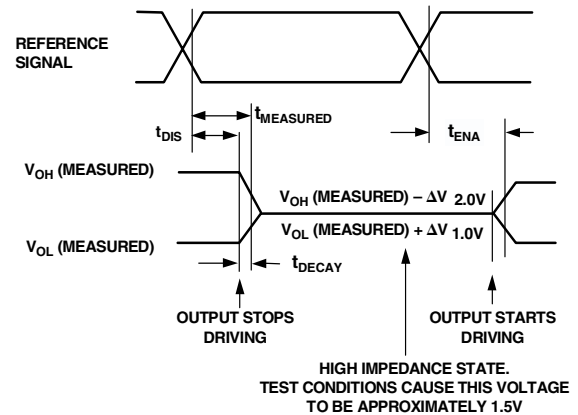 REFERENCE
SIGNAL
tMEASURED
tDIS
tENA
VOH (MEASURED)
VOH (MEASURED) – ΔV 2.0V
VOL (MEASURED) + ΔV 1.0V
VOL (MEASURED)
tDECAY
OUTPUT STOPS
DRIVING
OUTPUT STARTS
DRIVING
HIGH IMPEDANCE STATE.
TEST CONDITIONS CAUSE THIS VOLTAGE
TO BE APPROXIMATELY 1.5V